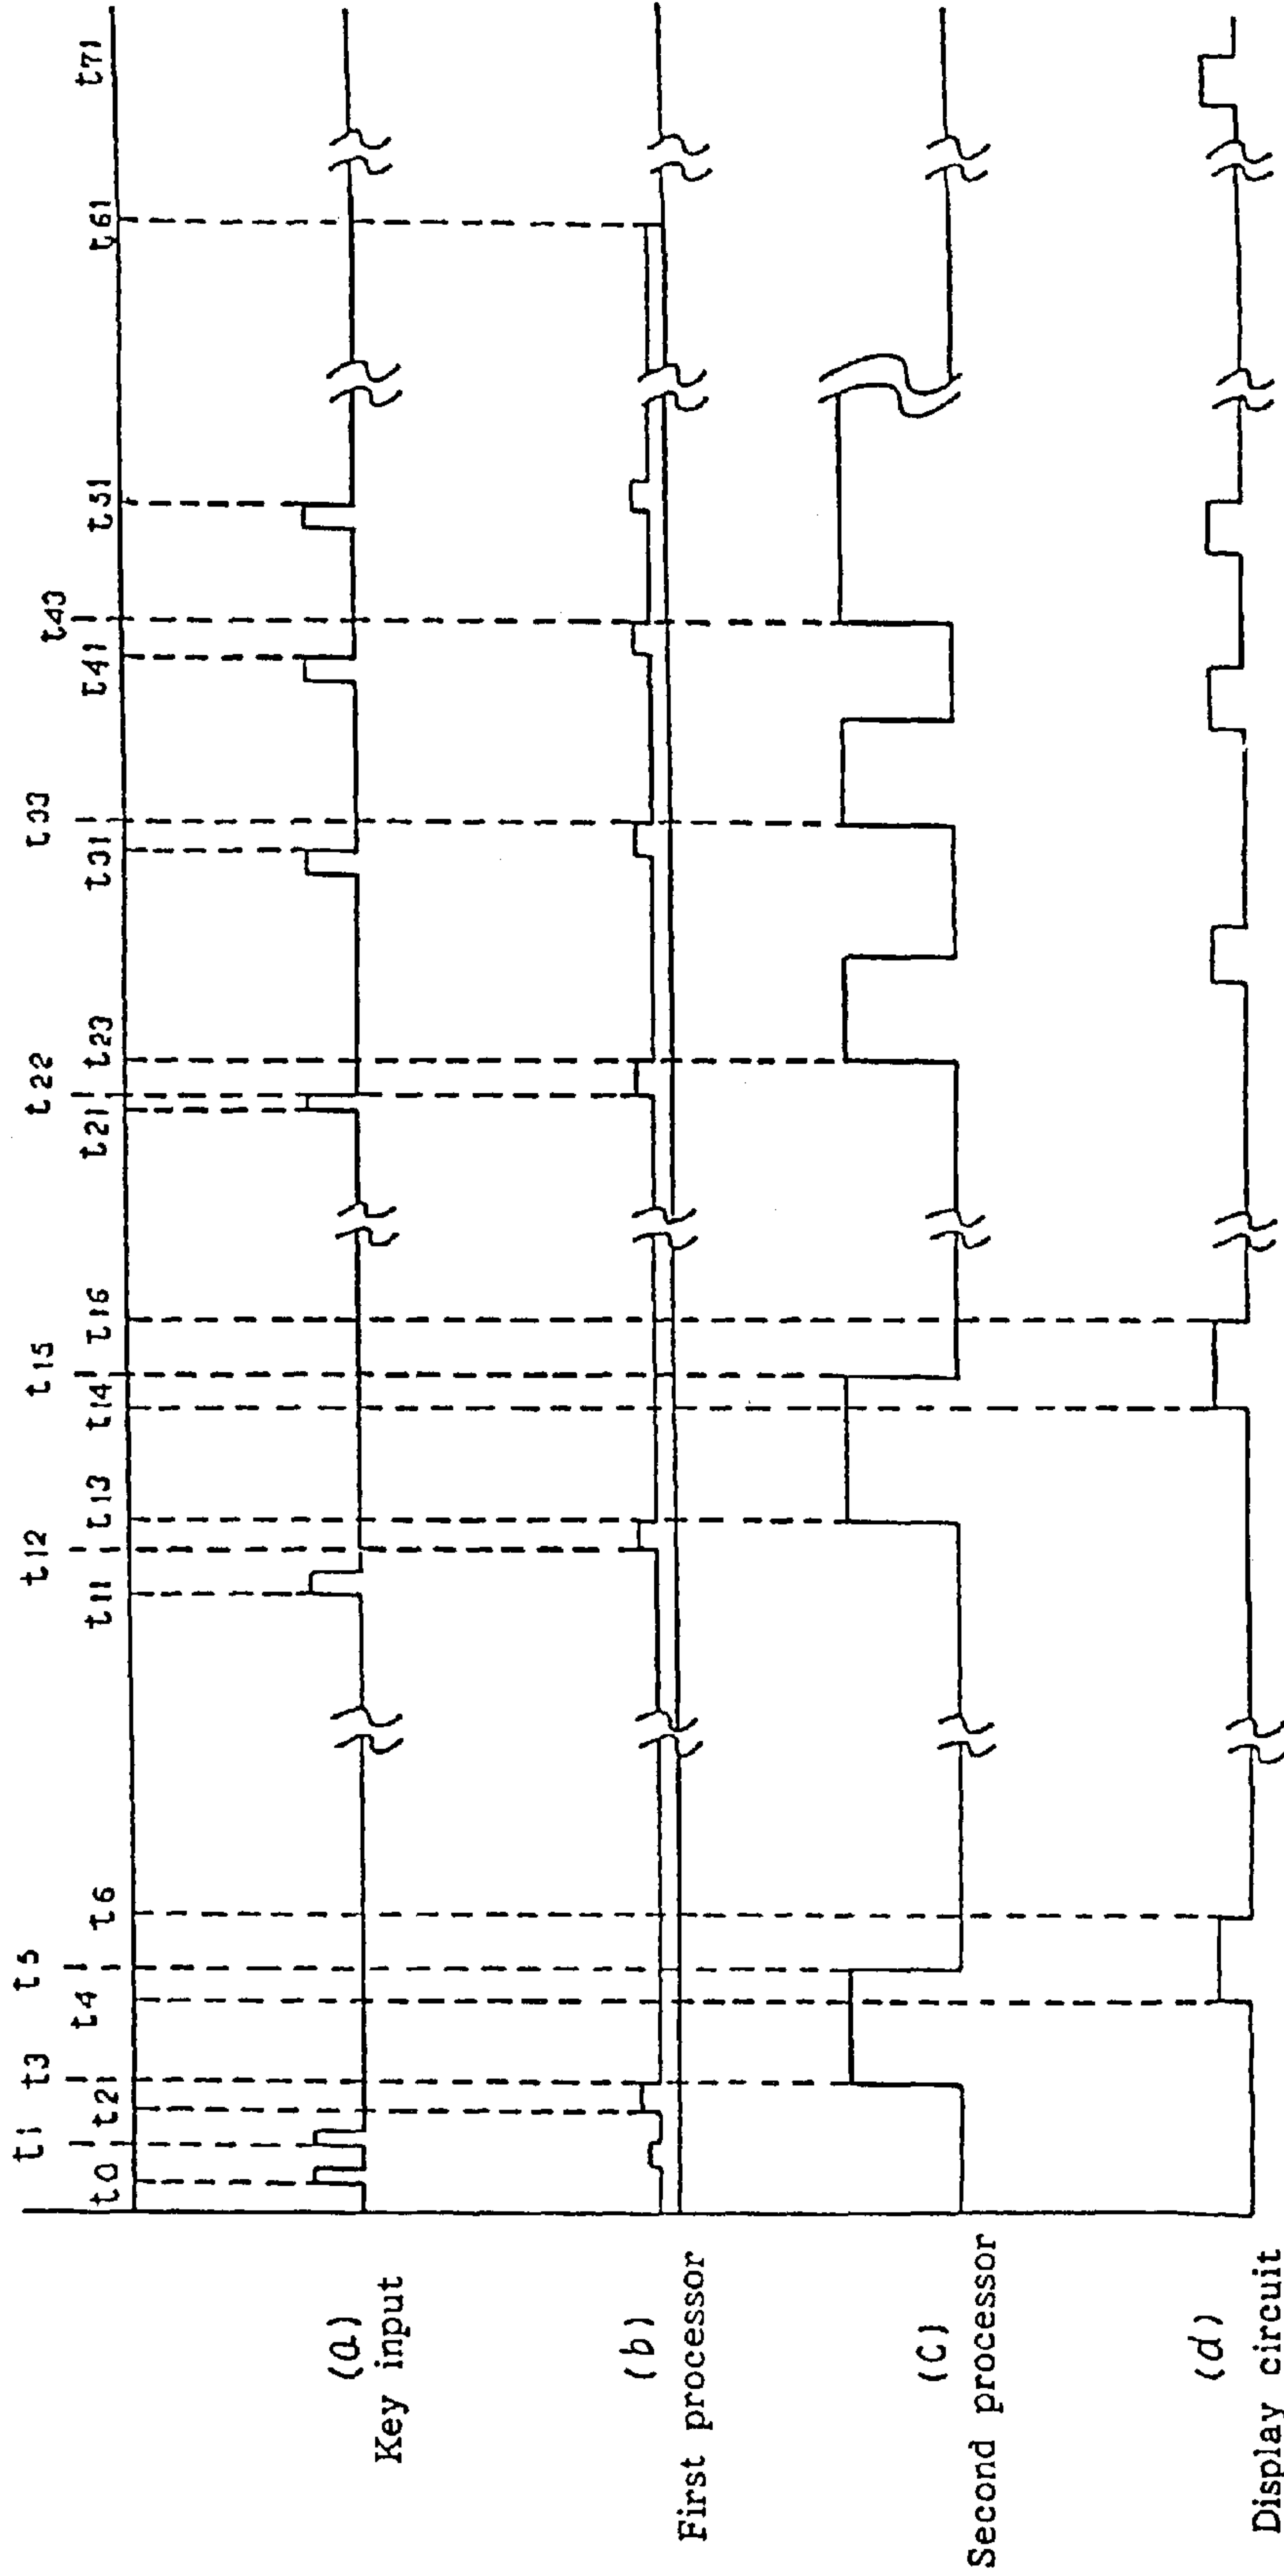 t0 t1 t2 t3 t4 t5 t6 t11 t12 t13 t14 t15 t16 t21 t22 t23 t31 t33 t41 t43 t51 t61 t71
(a)
Key input
(b)
First processor
(c)
Second processor
(d)
Display circuit